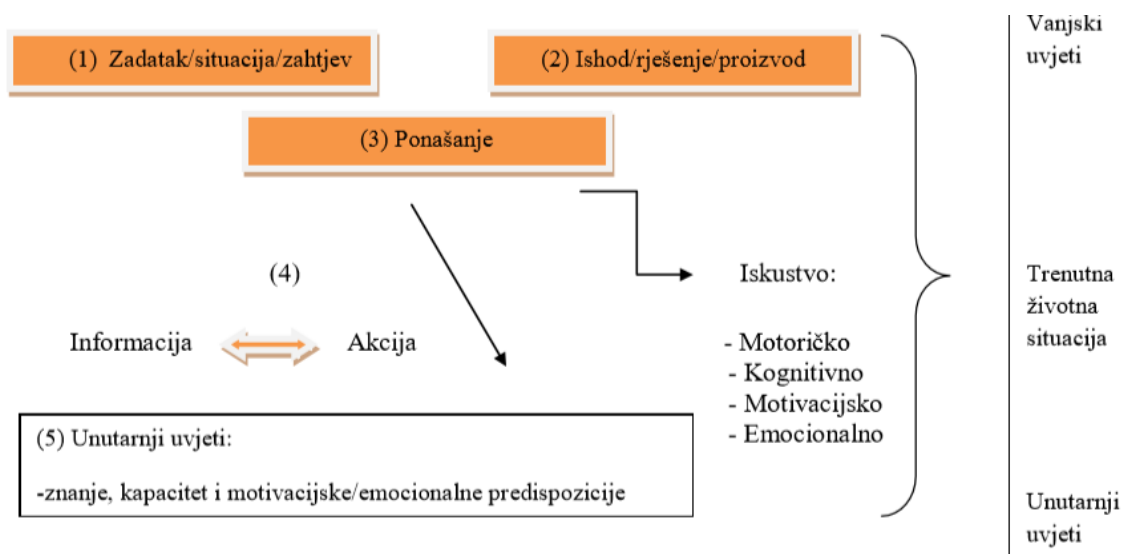 (1) Zadatak/situacija/zahtjev
(2) Ishod/rješenje/proizvod
(3) Ponašanje
(4)
Informacija
Akcija
Iskustvo:
- Motoričko
- Kognitivno
- Motivacijsko
- Emocionalno
(5) Unutarnji uvjeti:
-znanje, kapacitet i motivacijske/emocionalne predispozicije
Vanjski
uvjeti
Trenutna
životna
situacija
Unutarnji
uvjeti